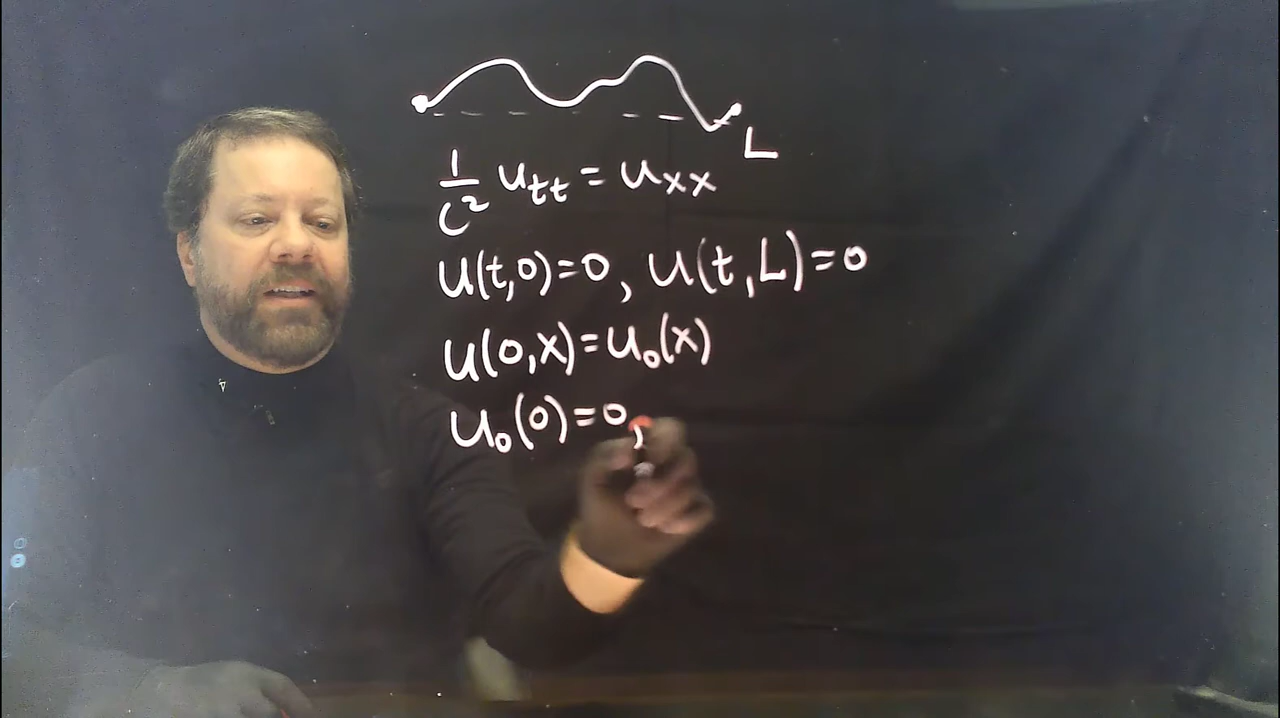 L
1/c² u_tt = u_xx
u(t,0)=0, u(t,L)=0
u(0,x)=u₀(x)
u₀(0)=0,